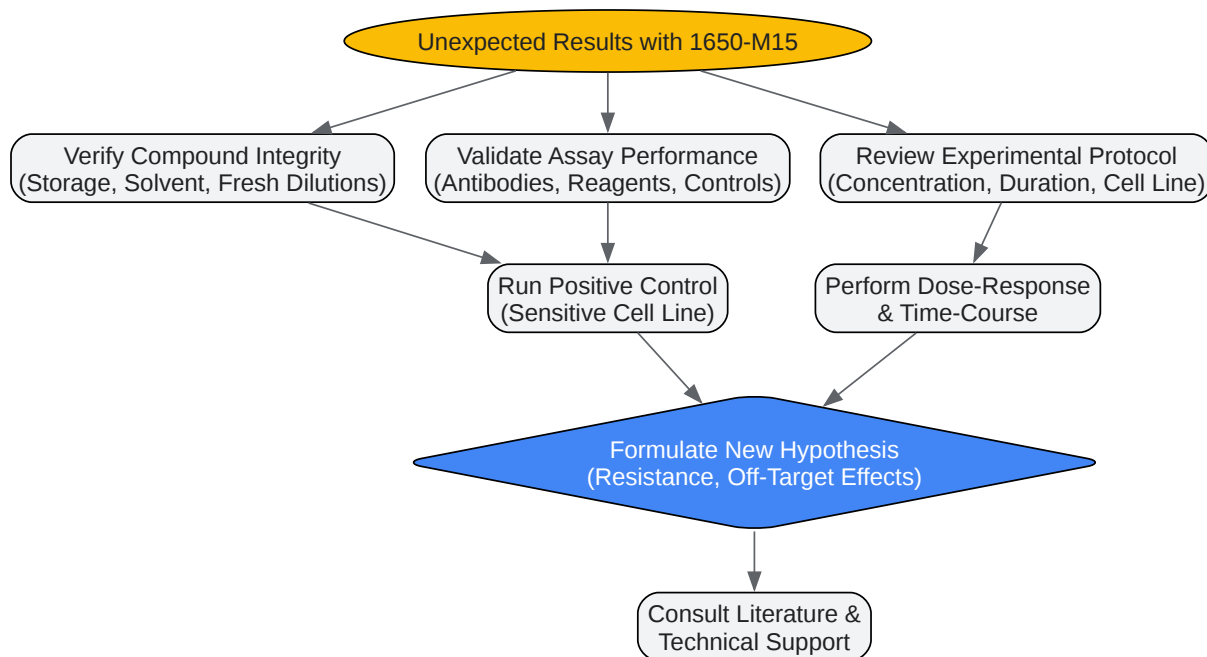 Unexpected Results with 1650-M15
Verify Compound Integrity
(Storage, Solvent, Fresh Dilutions)
Validate Assay Performance
(Antibodies, Reagents, Controls)
Review Experimental Protocol
(Concentration, Duration, Cell Line)
Run Positive Control
(Sensitive Cell Line)
Perform Dose-Response
& Time-Course
Formulate New Hypothesis
(Resistance, Off-Target Effects)
Consult Literature &
Technical Support